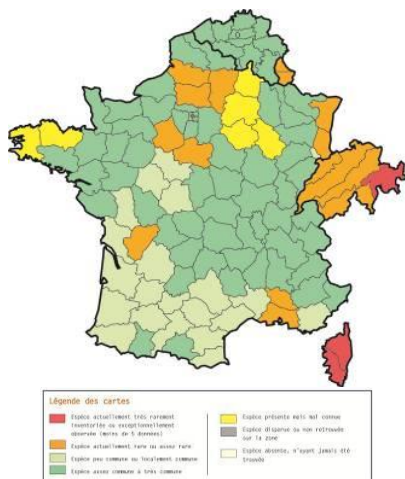 Légende des cartes
Espèce actuellement très rarement
inventoriée ou exceptionnellement
observée (moins de 5 données)
Espèce actuellement rare ou assez rare
Espèce peu commune ou localement commune
Espèce assez commune à très commune
Espèce présente mais mal connue
Espèce disparue ou non retrouvée
sur la zone
Espèce absente, n'ayant jamais été
trouvée